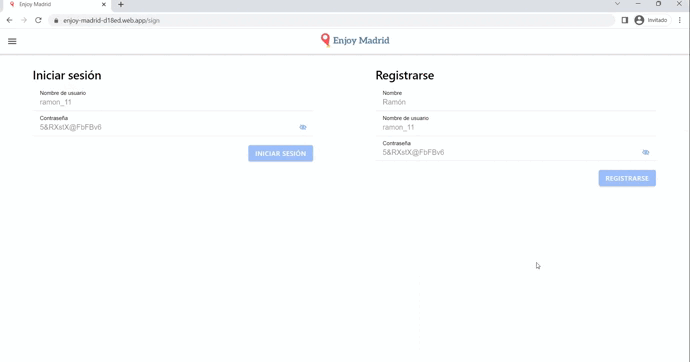 Enjoy Madrid
enjoy-madrid-d18ed.web.app/sign
Invitado
Enjoy Madrid
Iniciar sesión
Nombre de usuario
ramon_11
Contraseña
5&RXstX@FbFBv6
INICIAR SESIÓN
Registrarse
Nombre
Ramón
Nombre de usuario
ramon_11
Contraseña
5&RXstX@FbFBv6
REGISTRARSE